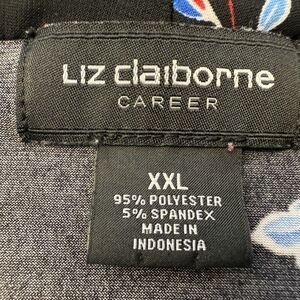 Liz claiborne
CAREER
XXL
95% POLYESTER
5% SPANDEX
MADE IN
INDONESIA